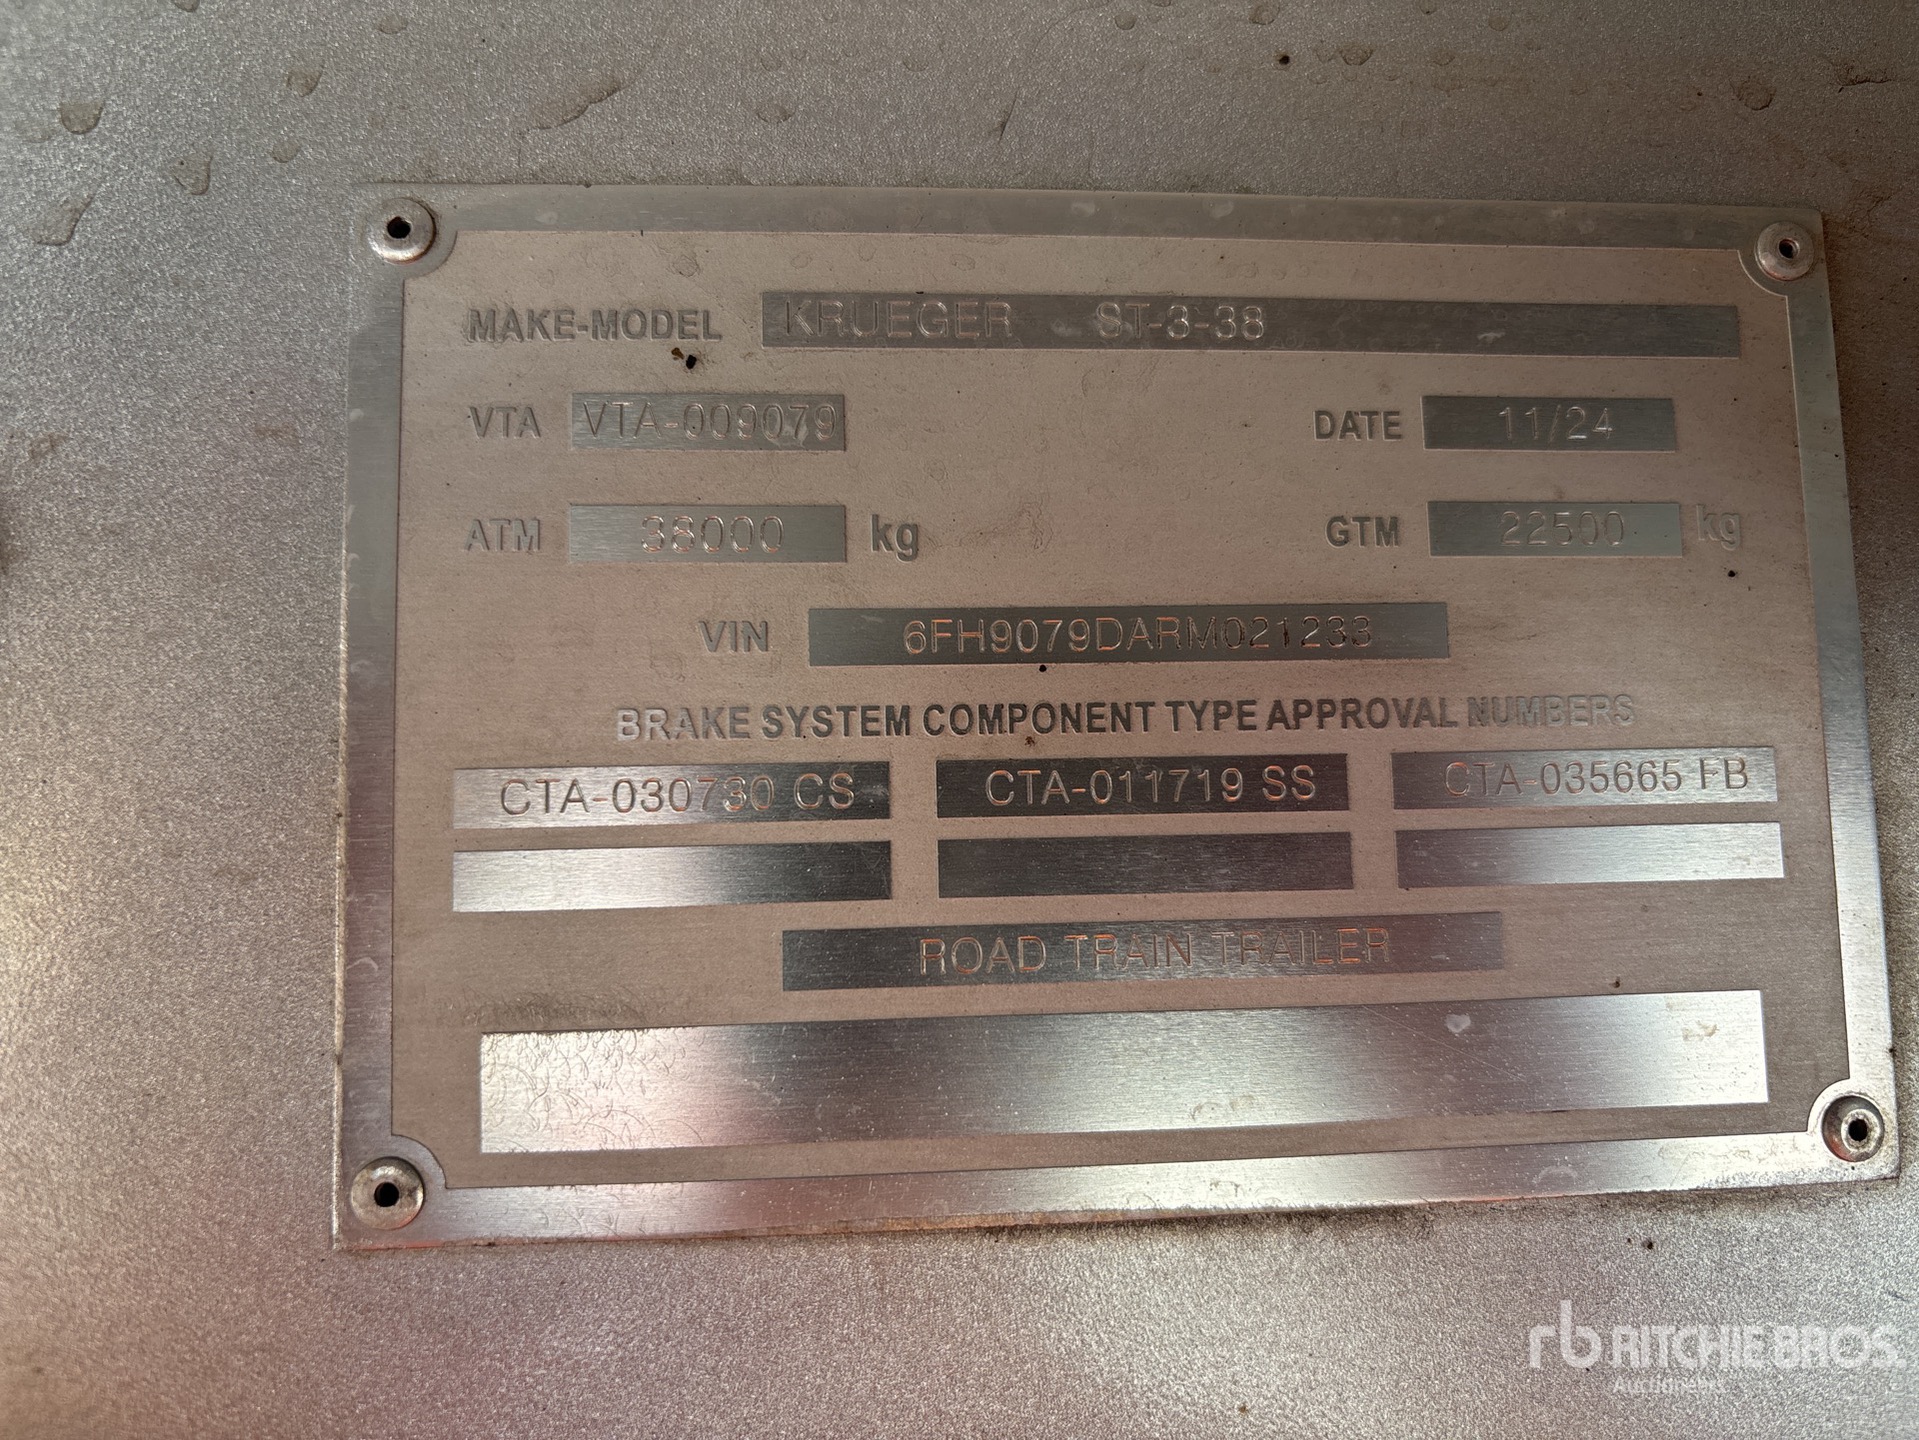 MAKE-MODEL KRUEGER ST-3-38
VTA VTA-009079 DATE 11/24
ATM 38000 kg GTM 22500 kg
VIN 6FH9079DARM021233
BRAKE SYSTEM COMPONENT TYPE APPROVAL NUMBERS
CTA-030730 CS CTA-011719 SS CTA-035665 FB
ROAD TRAIN TRAILER
rb RITCHIE BROS.
Auctioneers